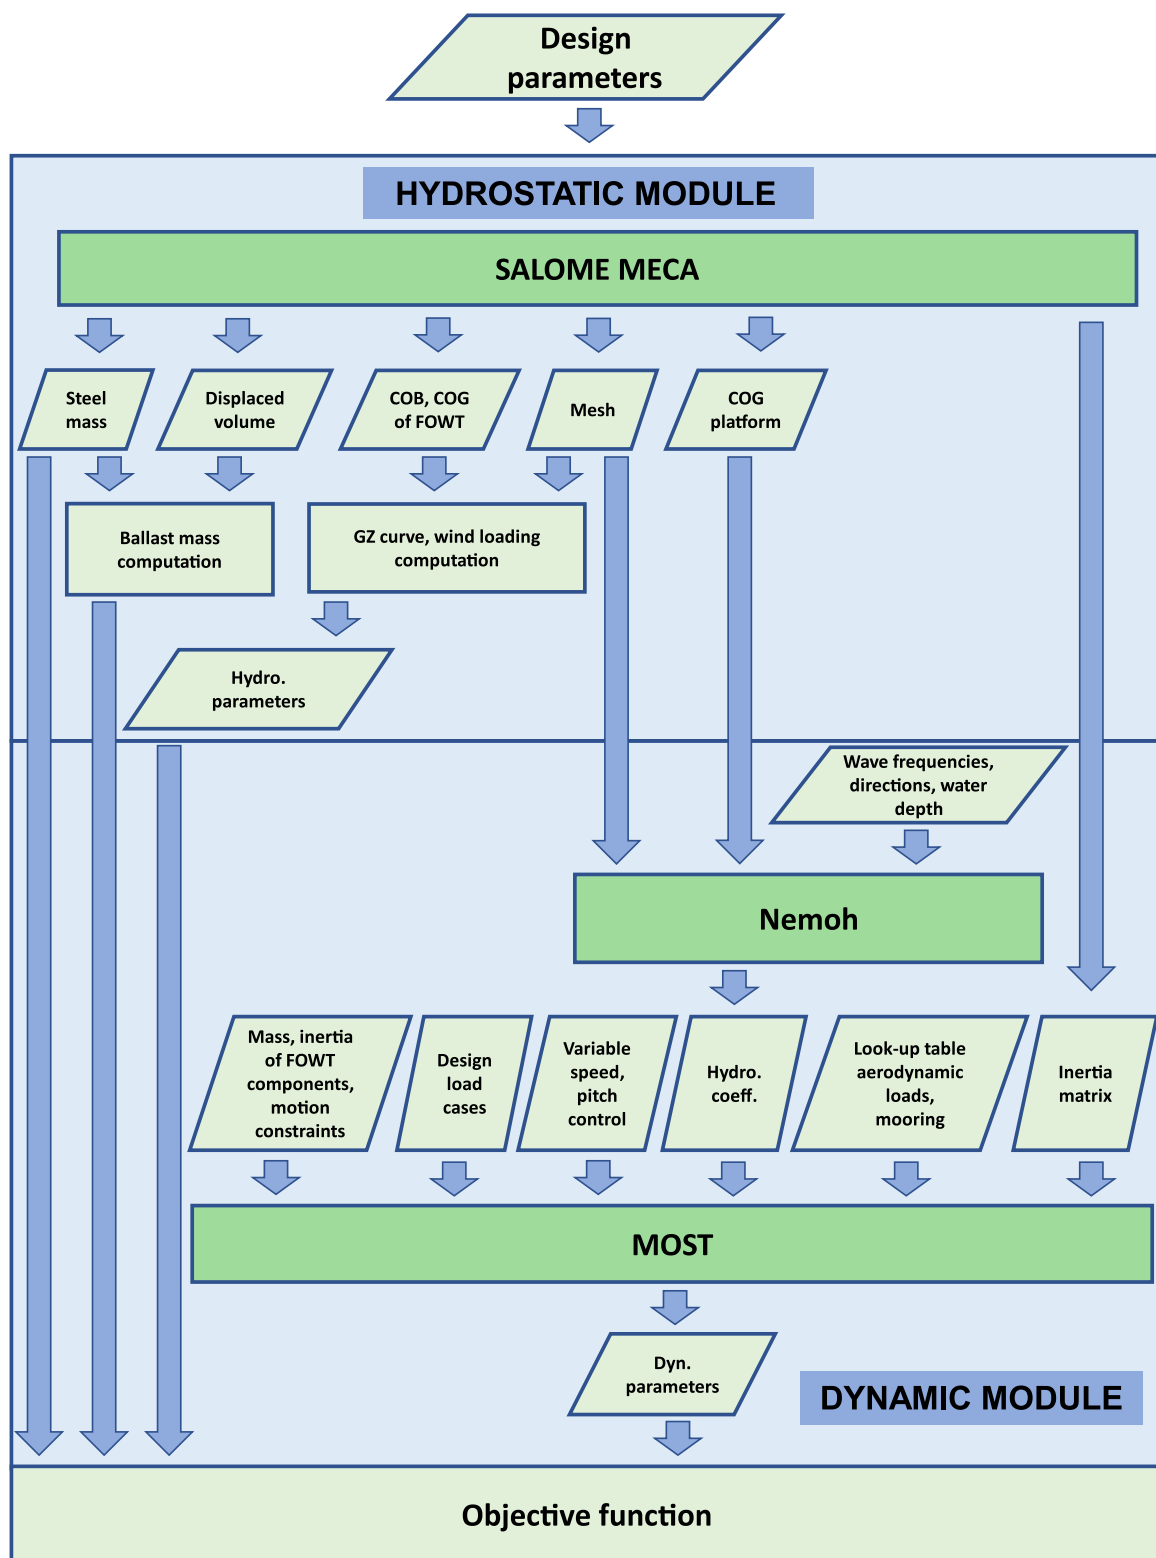 Design
parameters
HYDROSTATIC MODULE
SALOME MECA
Steel
mass
Displaced
volume
COB, COG
of FOWT
Mesh
COG
platform
Ballast mass
computation
GZ curve, wind loading
computation
Hydro.
parameters
Wave frequencies,
directions, water
depth
Nemoh
Mass, inertia
of FOWT
components,
motion
constraints
Design
load
cases
Variable
speed,
pitch
control
Hydro.
coeff.
Look-up table
aerodynamic
loads,
mooring
Inertia
matrix
MOST
Dyn.
parameters
DYNAMIC MODULE
Objective function